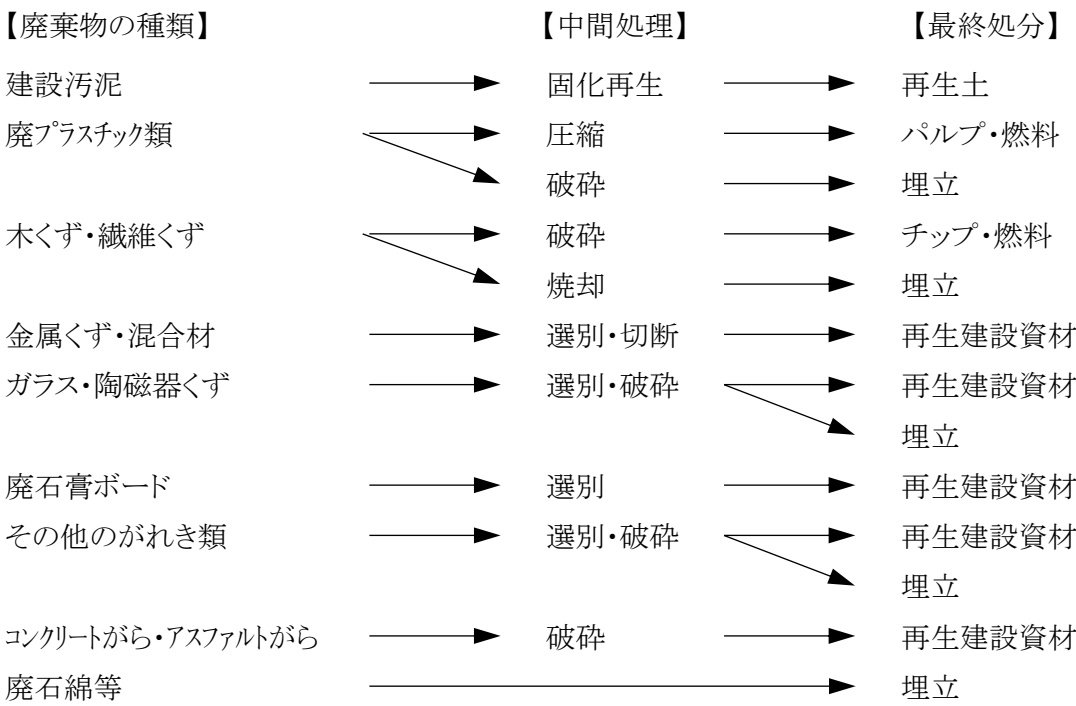 【廃棄物の種類】 【中間処理】 【最終処分】
建設汚泥 固化再生 再生土
廃プラスチック類 圧縮 パルプ・燃料
破砕 埋立
木くず・繊維くず 破砕 チップ・燃料
焼却 埋立
金属くず・混合材 選別・切断 再生建設資材
ガラス・陶磁器くず 選別・破砕 再生建設資材
埋立
廃石膏ボード 選別 再生建設資材
その他のがれき類 選別・破砕 再生建設資材
埋立
コンクリートがら・アスファルトがら 破砕 再生建設資材
廃石綿等 埋立